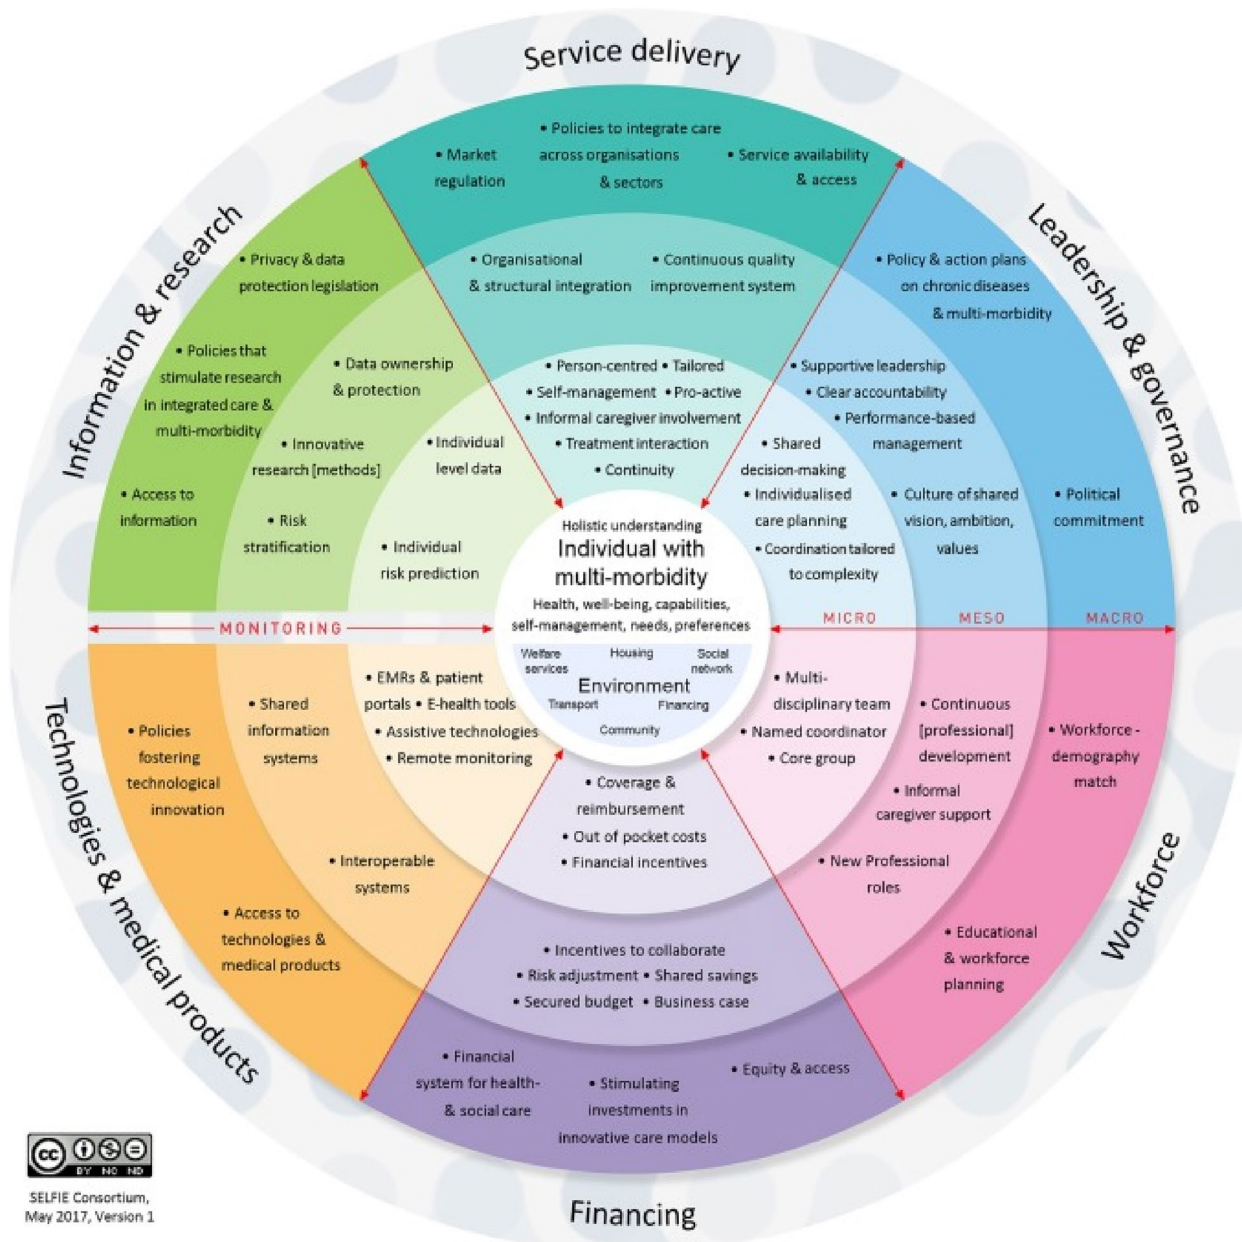 Service delivery
• Policies to integrate care
across organisations
& sectors
• Market
regulation
• Service availability
& access
• Organisational
& structural integration
• Continuous quality
improvement system
• Person-centred • Tailored
• Self-management • Pro-active
• Informal caregiver involvement
• Treatment interaction
• Continuity
Leadership & governance
• Policy & action plans
on chronic diseases
& multi-morbidity
• Political
commitment
• Supportive leadership
• Clear accountability
• Performance-based
management
• Culture of shared
vision, ambition,
values
• Shared
decision-making
• Individualised
care planning
• Coordination tailored
to complexity
Information & research
• Privacy & data
protection legislation
• Policies that
stimulate research
in integrated care &
multi-morbidity
• Access to
information
• Data ownership
& protection
• Innovative
research [methods]
• Risk
stratification
• Individual
level data
• Individual
risk prediction
Holistic understanding
Individual with
multi-morbidity
Health, well-being, capabilities,
self-management, needs, preferences
Welfare
services
Housing
Social
network
Environment
Transport
Financing
Community
MONITORING
MICRO
MESO
MACRO
Technologies & medical products
• EMRs & patient
portals • E-health tools
• Assistive technologies
• Remote monitoring
• Shared
information
systems
• Interoperable
systems
• Policies
fostering
technological
innovation
• Access to
technologies &
medical products
Workforce
• Multi-
disciplinary team
• Named coordinator
• Core group
• Continuous
[professional]
development
• Informal
caregiver support
• New Professional
roles
• Workforce -
demography
match
• Educational
& workforce
planning
• Coverage &
reimbursement
• Out of pocket costs
• Financial incentives
• Incentives to collaborate
• Risk adjustment • Shared savings
• Secured budget • Business case
• Financial
system for health-
& social care
• Stimulating
investments in
innovative care models
• Equity & access
Financing
cc
BY NC ND
SELFIE Consortium,
May 2017, Version 1